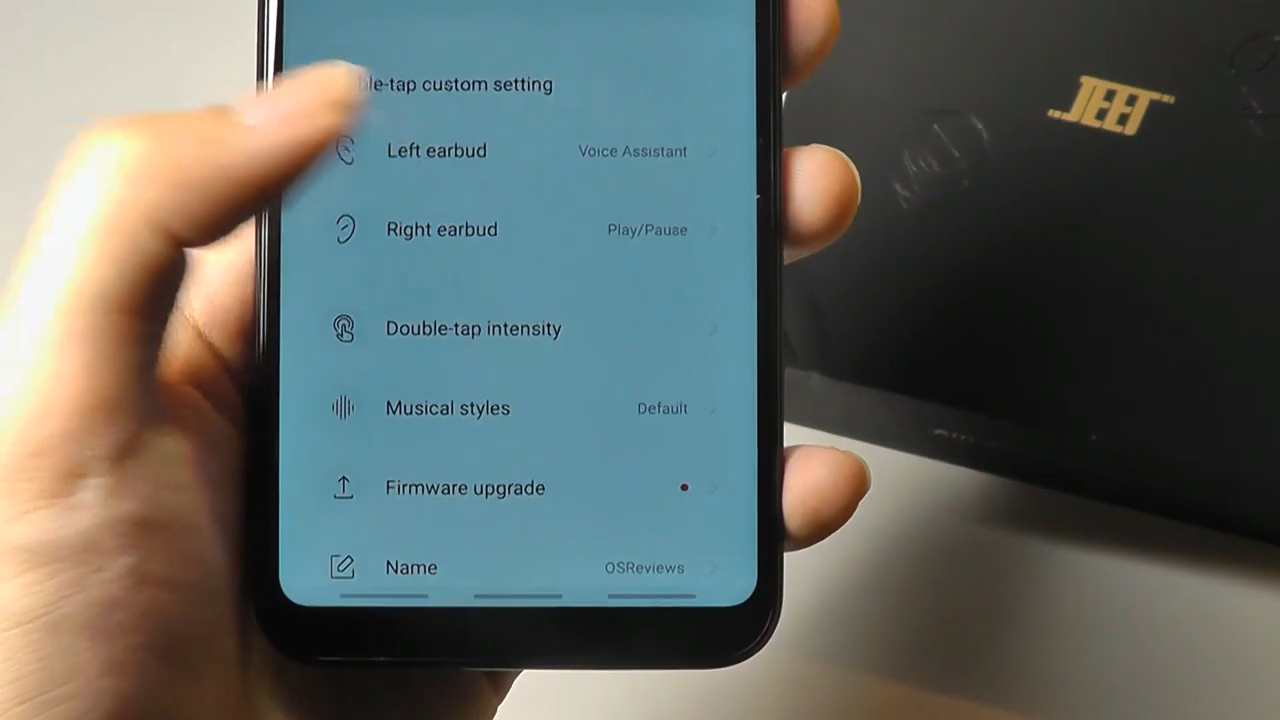 le-tap custom setting
Left earbud Voice Assistant
Right earbud Play/Pause
Double-tap intensity
Musical styles Default
Firmware upgrade
Name OSReviews
JEET